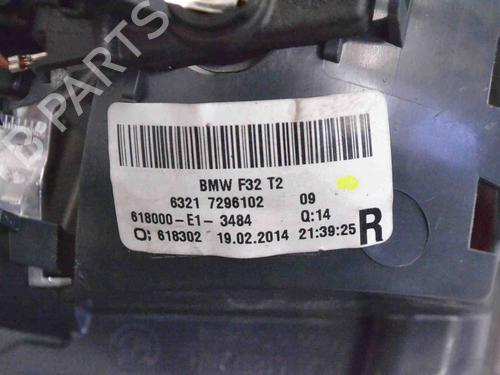 BMW F32 T2
6321 7296102 09
618000-E1-3484 Q:14
O; 618302 19.02.2014 21:39:25 R
B-PARTS